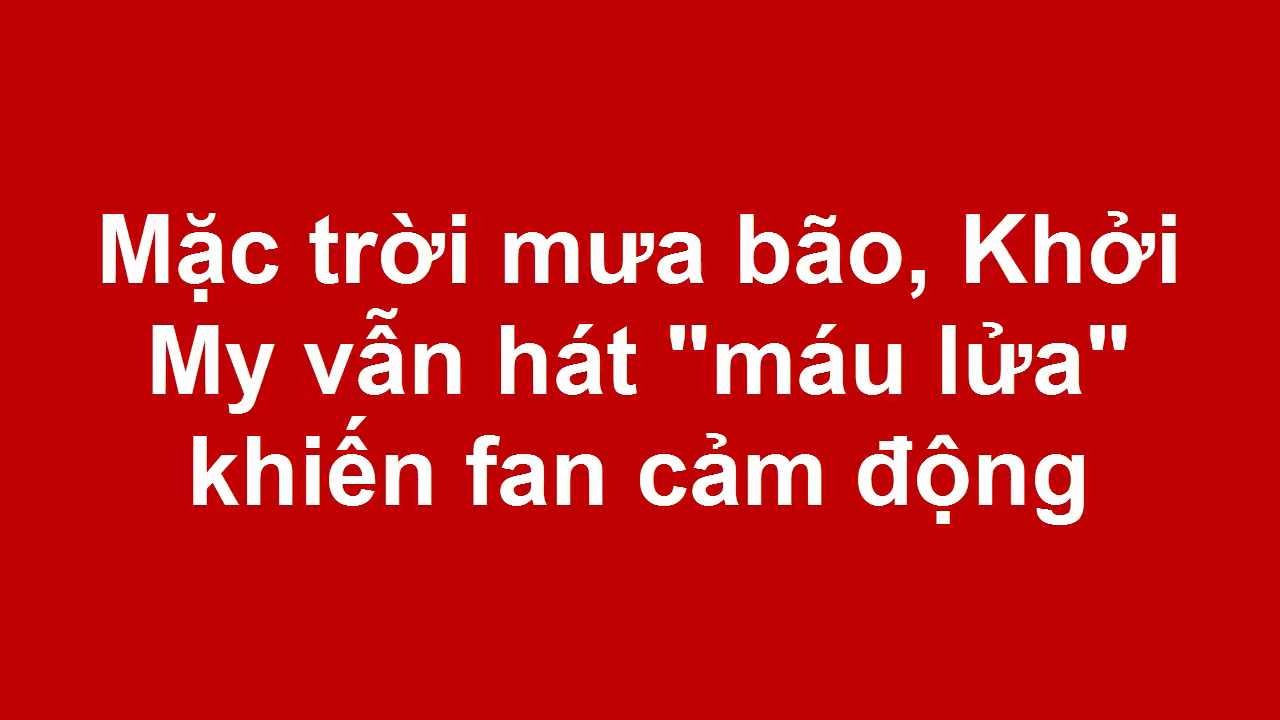 Mặc trời mưa bão, Khởi
My vẫn hát "máu lửa"
khiến fan cảm động